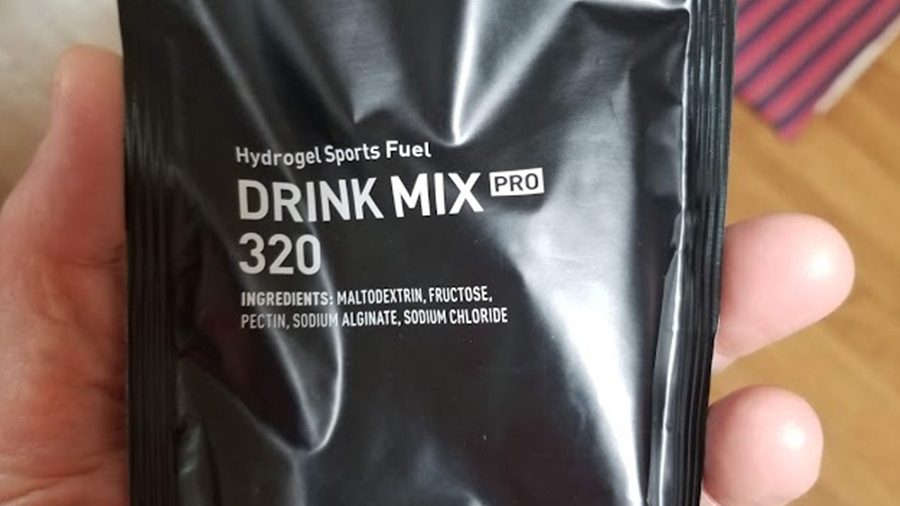 Hydrogel Sports Fuel
DRINK MIX PRO
320
INGREDIENTS: MALTODEXTRIN, FRUCTOSE,
PECTIN, SODIUM ALGINATE, SODIUM CHLORIDE